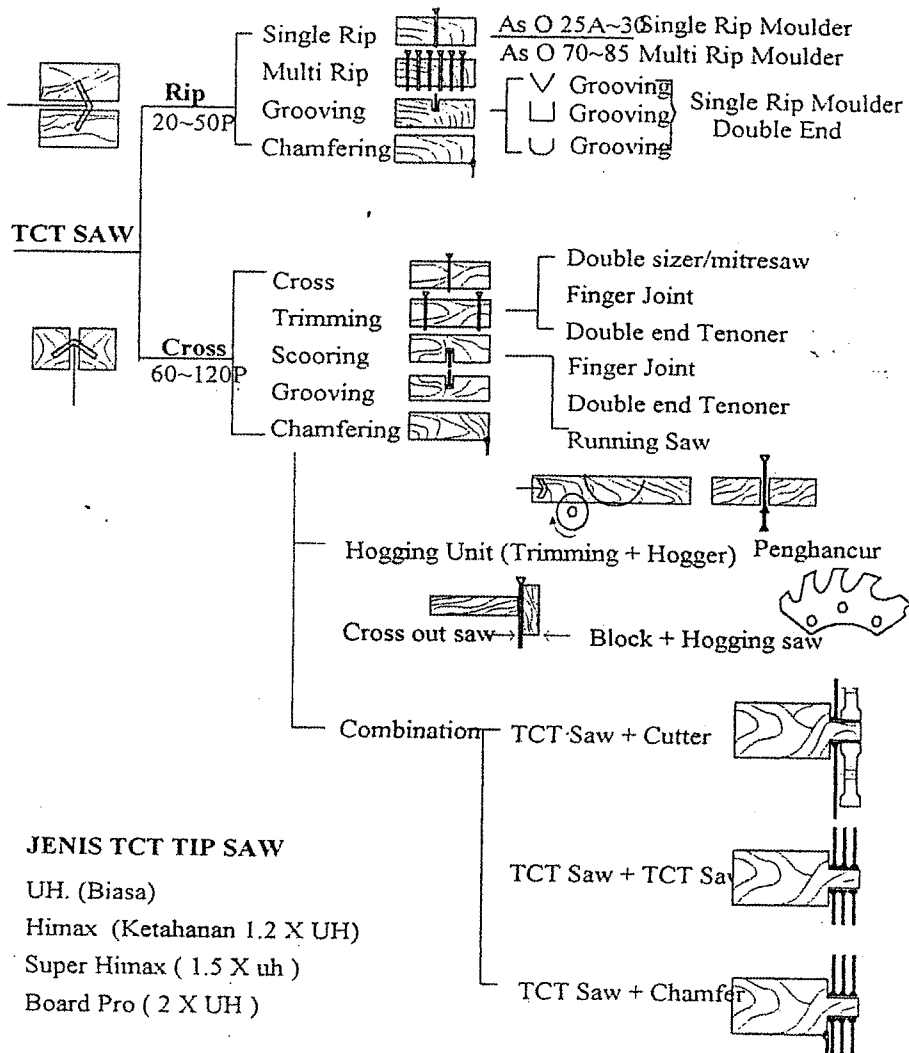 Single Rip
As O 25A~30 Single Rip Moulder
As O 70~85 Multi Rip Moulder
Multi Rip
Rip
20~50P
Grooving
Chamfering
Grooving
Grooving
Grooving
Single Rip Moulder
Double End
TCT SAW
Cross
60~120P
Cross
Trimming
Scooring
Grooving
Chamfering
Double sizer/mitresaw
Finger Joint
Double end Tenoner
Finger Joint
Double end Tenoner
Running Saw
Hogging Unit (Trimming + Hogger)
Penghancur
Cross out saw
Block + Hogging saw
Combination
TCT Saw + Cutter
TCT Saw + TCT Saw
TCT Saw + Chamfer
JENIS TCT TIP SAW
UH. (Biasa)
Himax (Ketahanan 1.2 X UH)
Super Himax ( 1.5 X uh )
Board Pro ( 2 X UH )